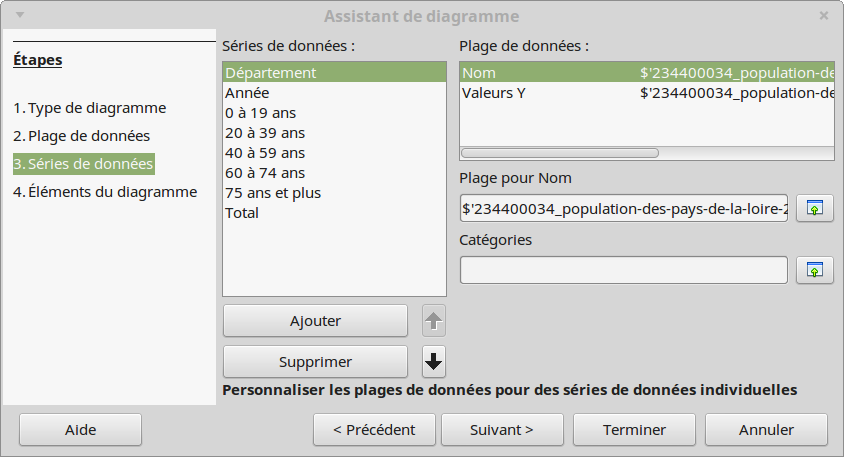 Assistant de diagramme
Étapes
1. Type de diagramme
2. Plage de données
3. Séries de données
4. Éléments du diagramme
Séries de données :
Département
Année
0 à 19 ans
20 à 39 ans
40 à 59 ans
60 à 74 ans
75 ans et plus
Total
Ajouter
Supprimer
Plage de données :
Nom $'234400034_population-de
Valeurs Y $'234400034_population-de
Plage pour Nom
$'234400034_population-des-pays-de-la-loire-2
Catégories
Personnaliser les plages de données pour des séries de données individuelles
Aide
< Précédent
Suivant >
Terminer
Annuler